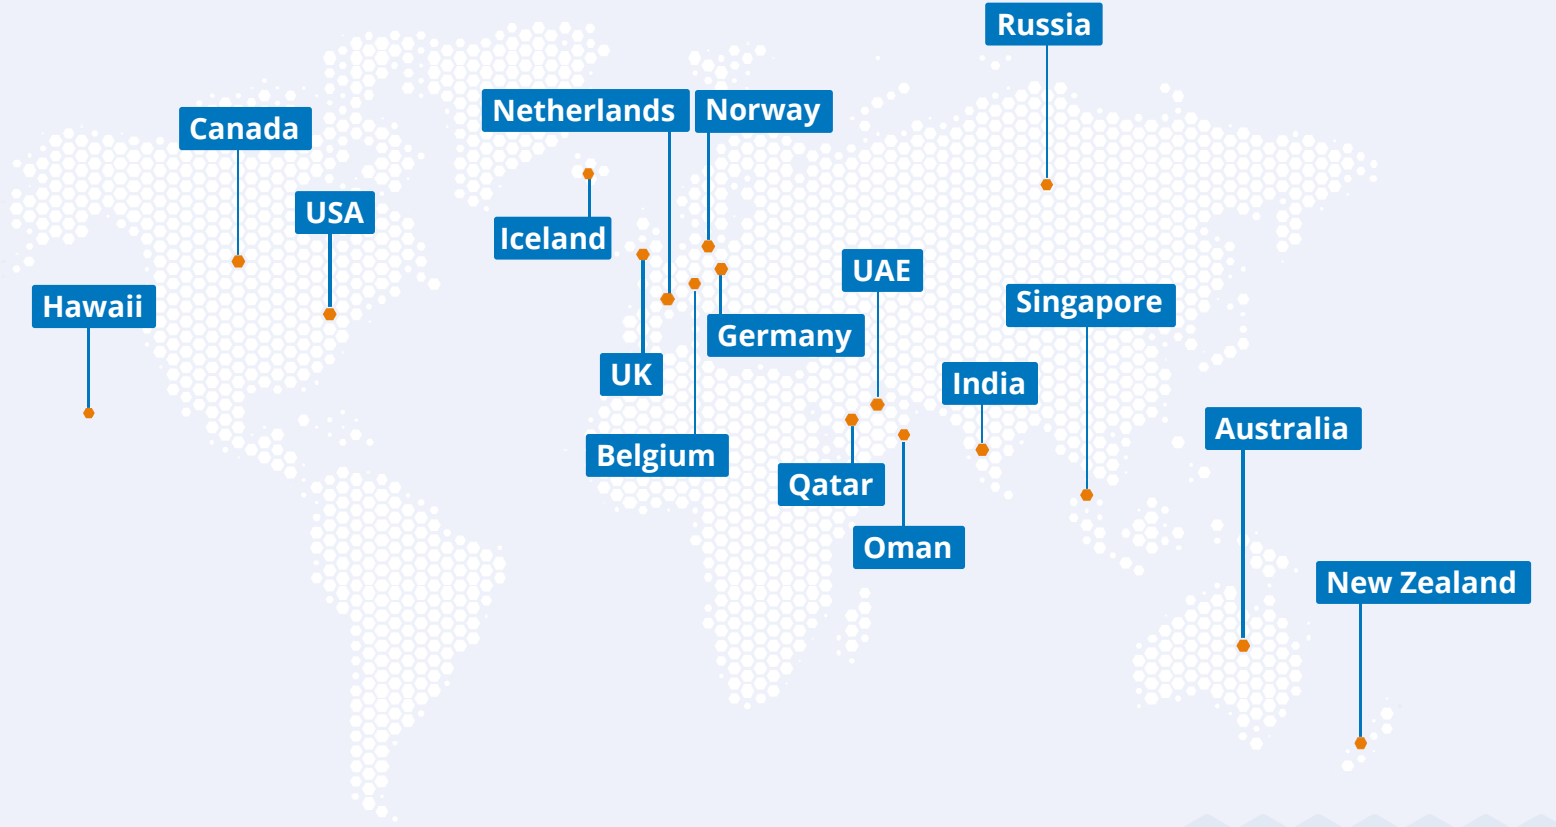 Russia
Netherlands
Norway
Canada
USA
Iceland
UAE
Hawaii
Singapore
Germany
UK
India
Australia
Belgium
Qatar
Oman
New Zealand